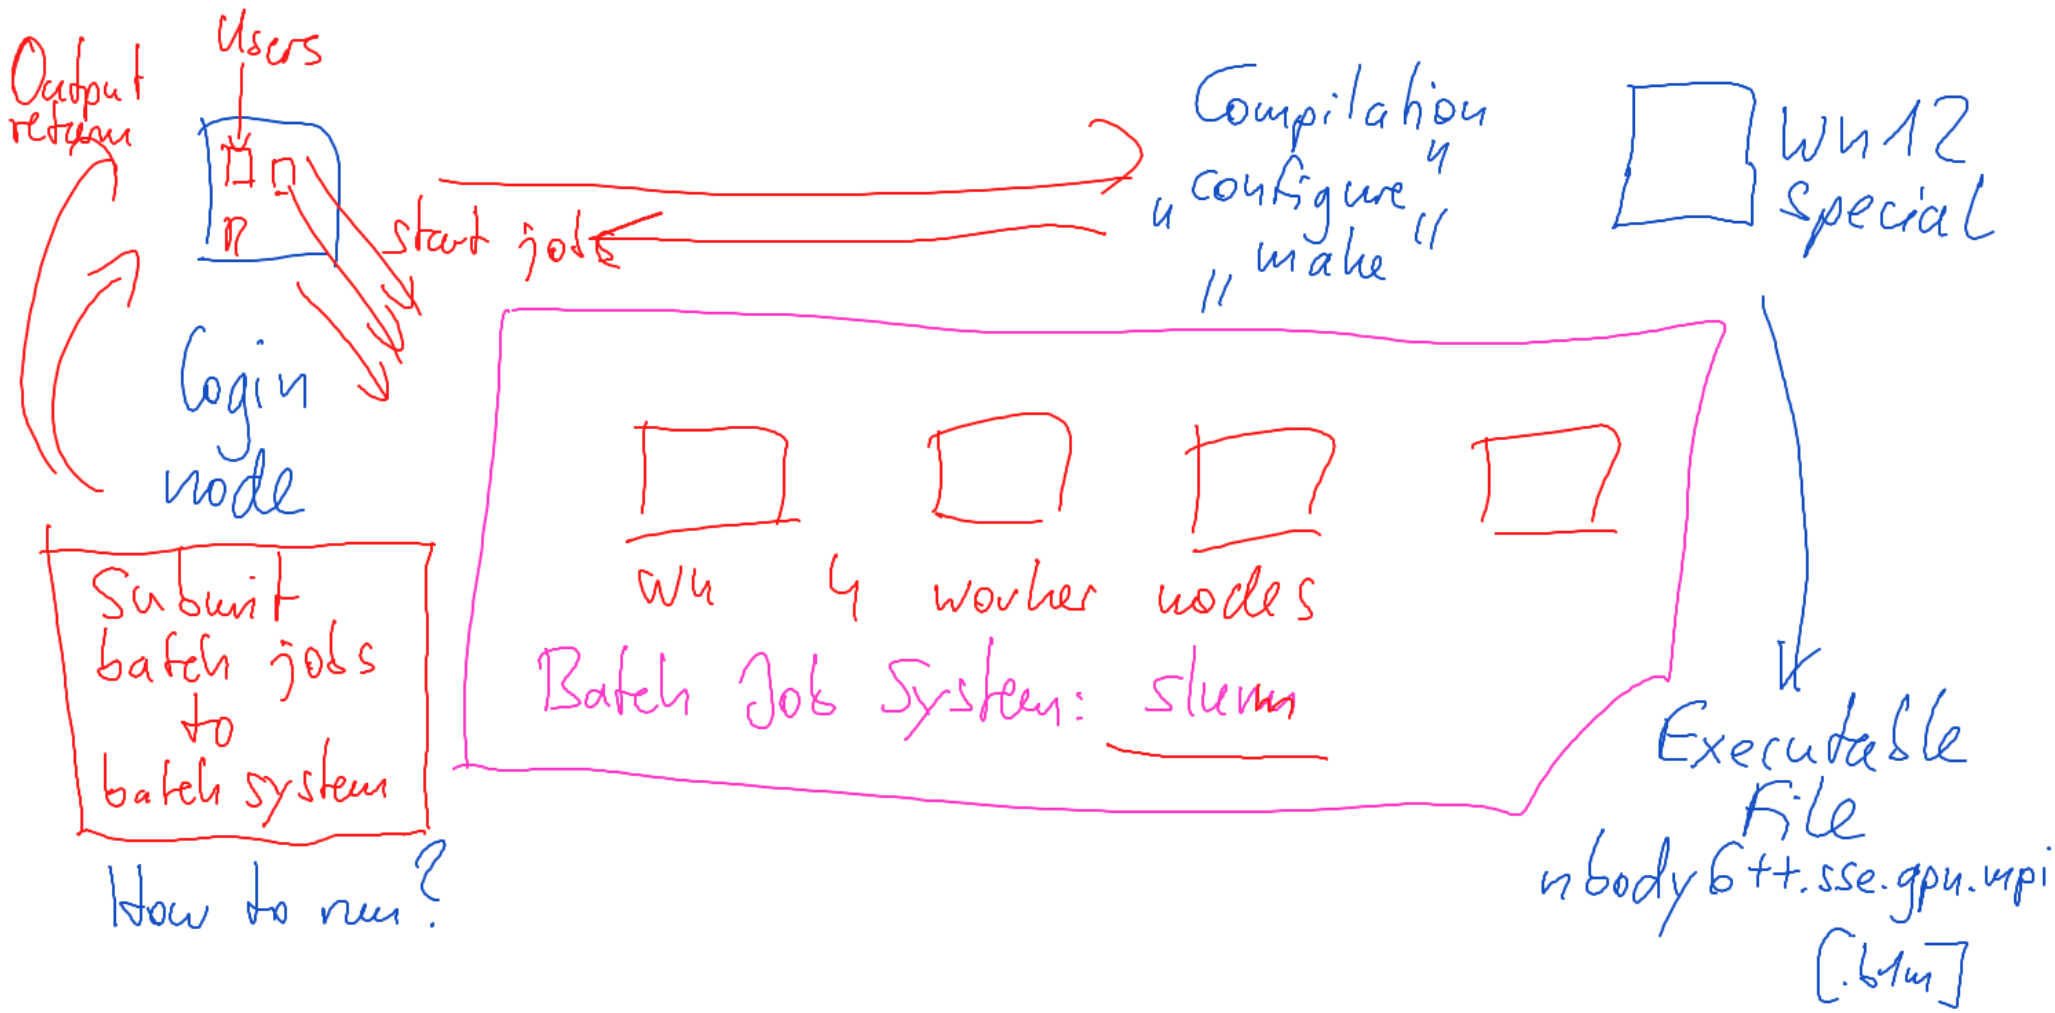 Users
Output
return
start jobs
Login
node
Compilation
"configure"
"make"
wn12
special
wn 4 worker nodes
Batch Job System: slurm
Submit
batch jobs
to
batch system
How to run?
Executable
File
nbody6++.sse.gpu.mpi
[.b1m]